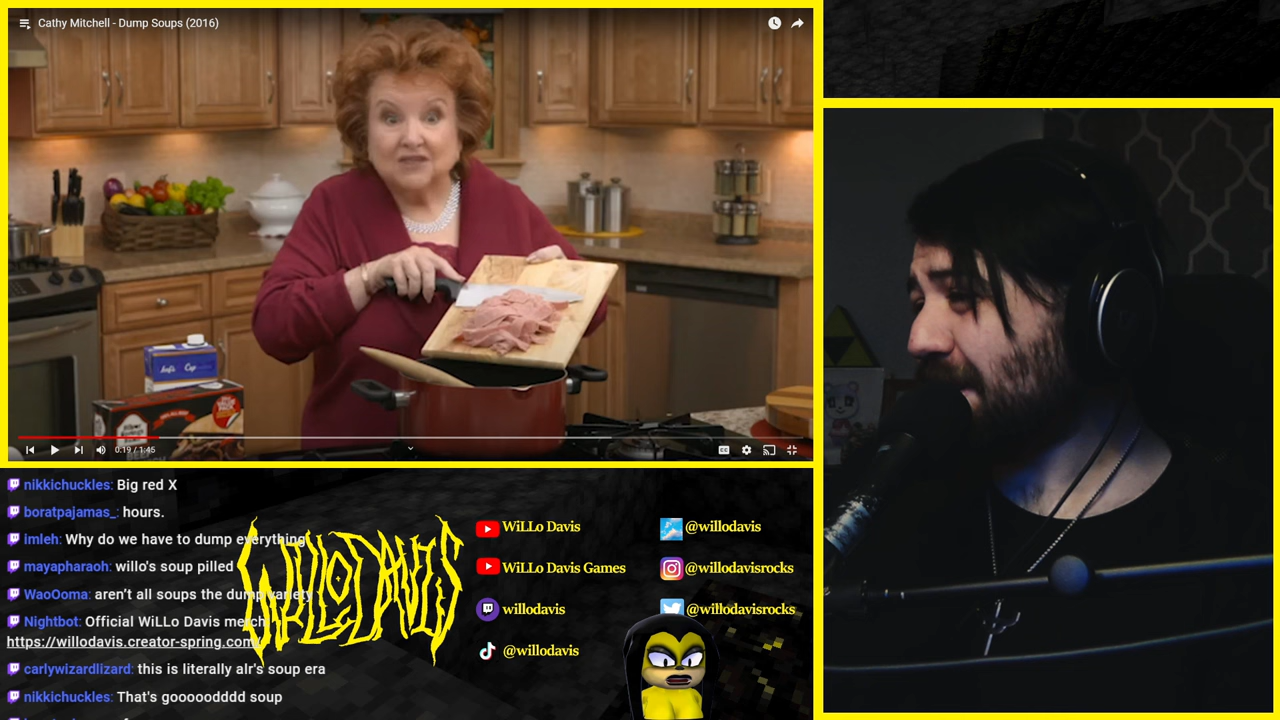 Cathy Mitchell - Dump Soups (2016)
0:19 / 1:45
CC
nikkichuckles: Big red X
boratpajamas_: hours.
imleh: Why do we have to dump everything
mayapharaoh: willo's soup pilled
WaoOoma: aren't all soups the dump variety
Nightbot: Official WiLLo Davis merch
https://willodavis.creator-spring.com/
carlywizardlizard: this is literally alr's soup era
nikkichuckles: That's gooooodddd soup
WILLO DAVIS
WiLLo Davis
WiLLo Davis Games
willodavis
@willodavis
@willodavis
@willodavisrocks
@willodavisrocks